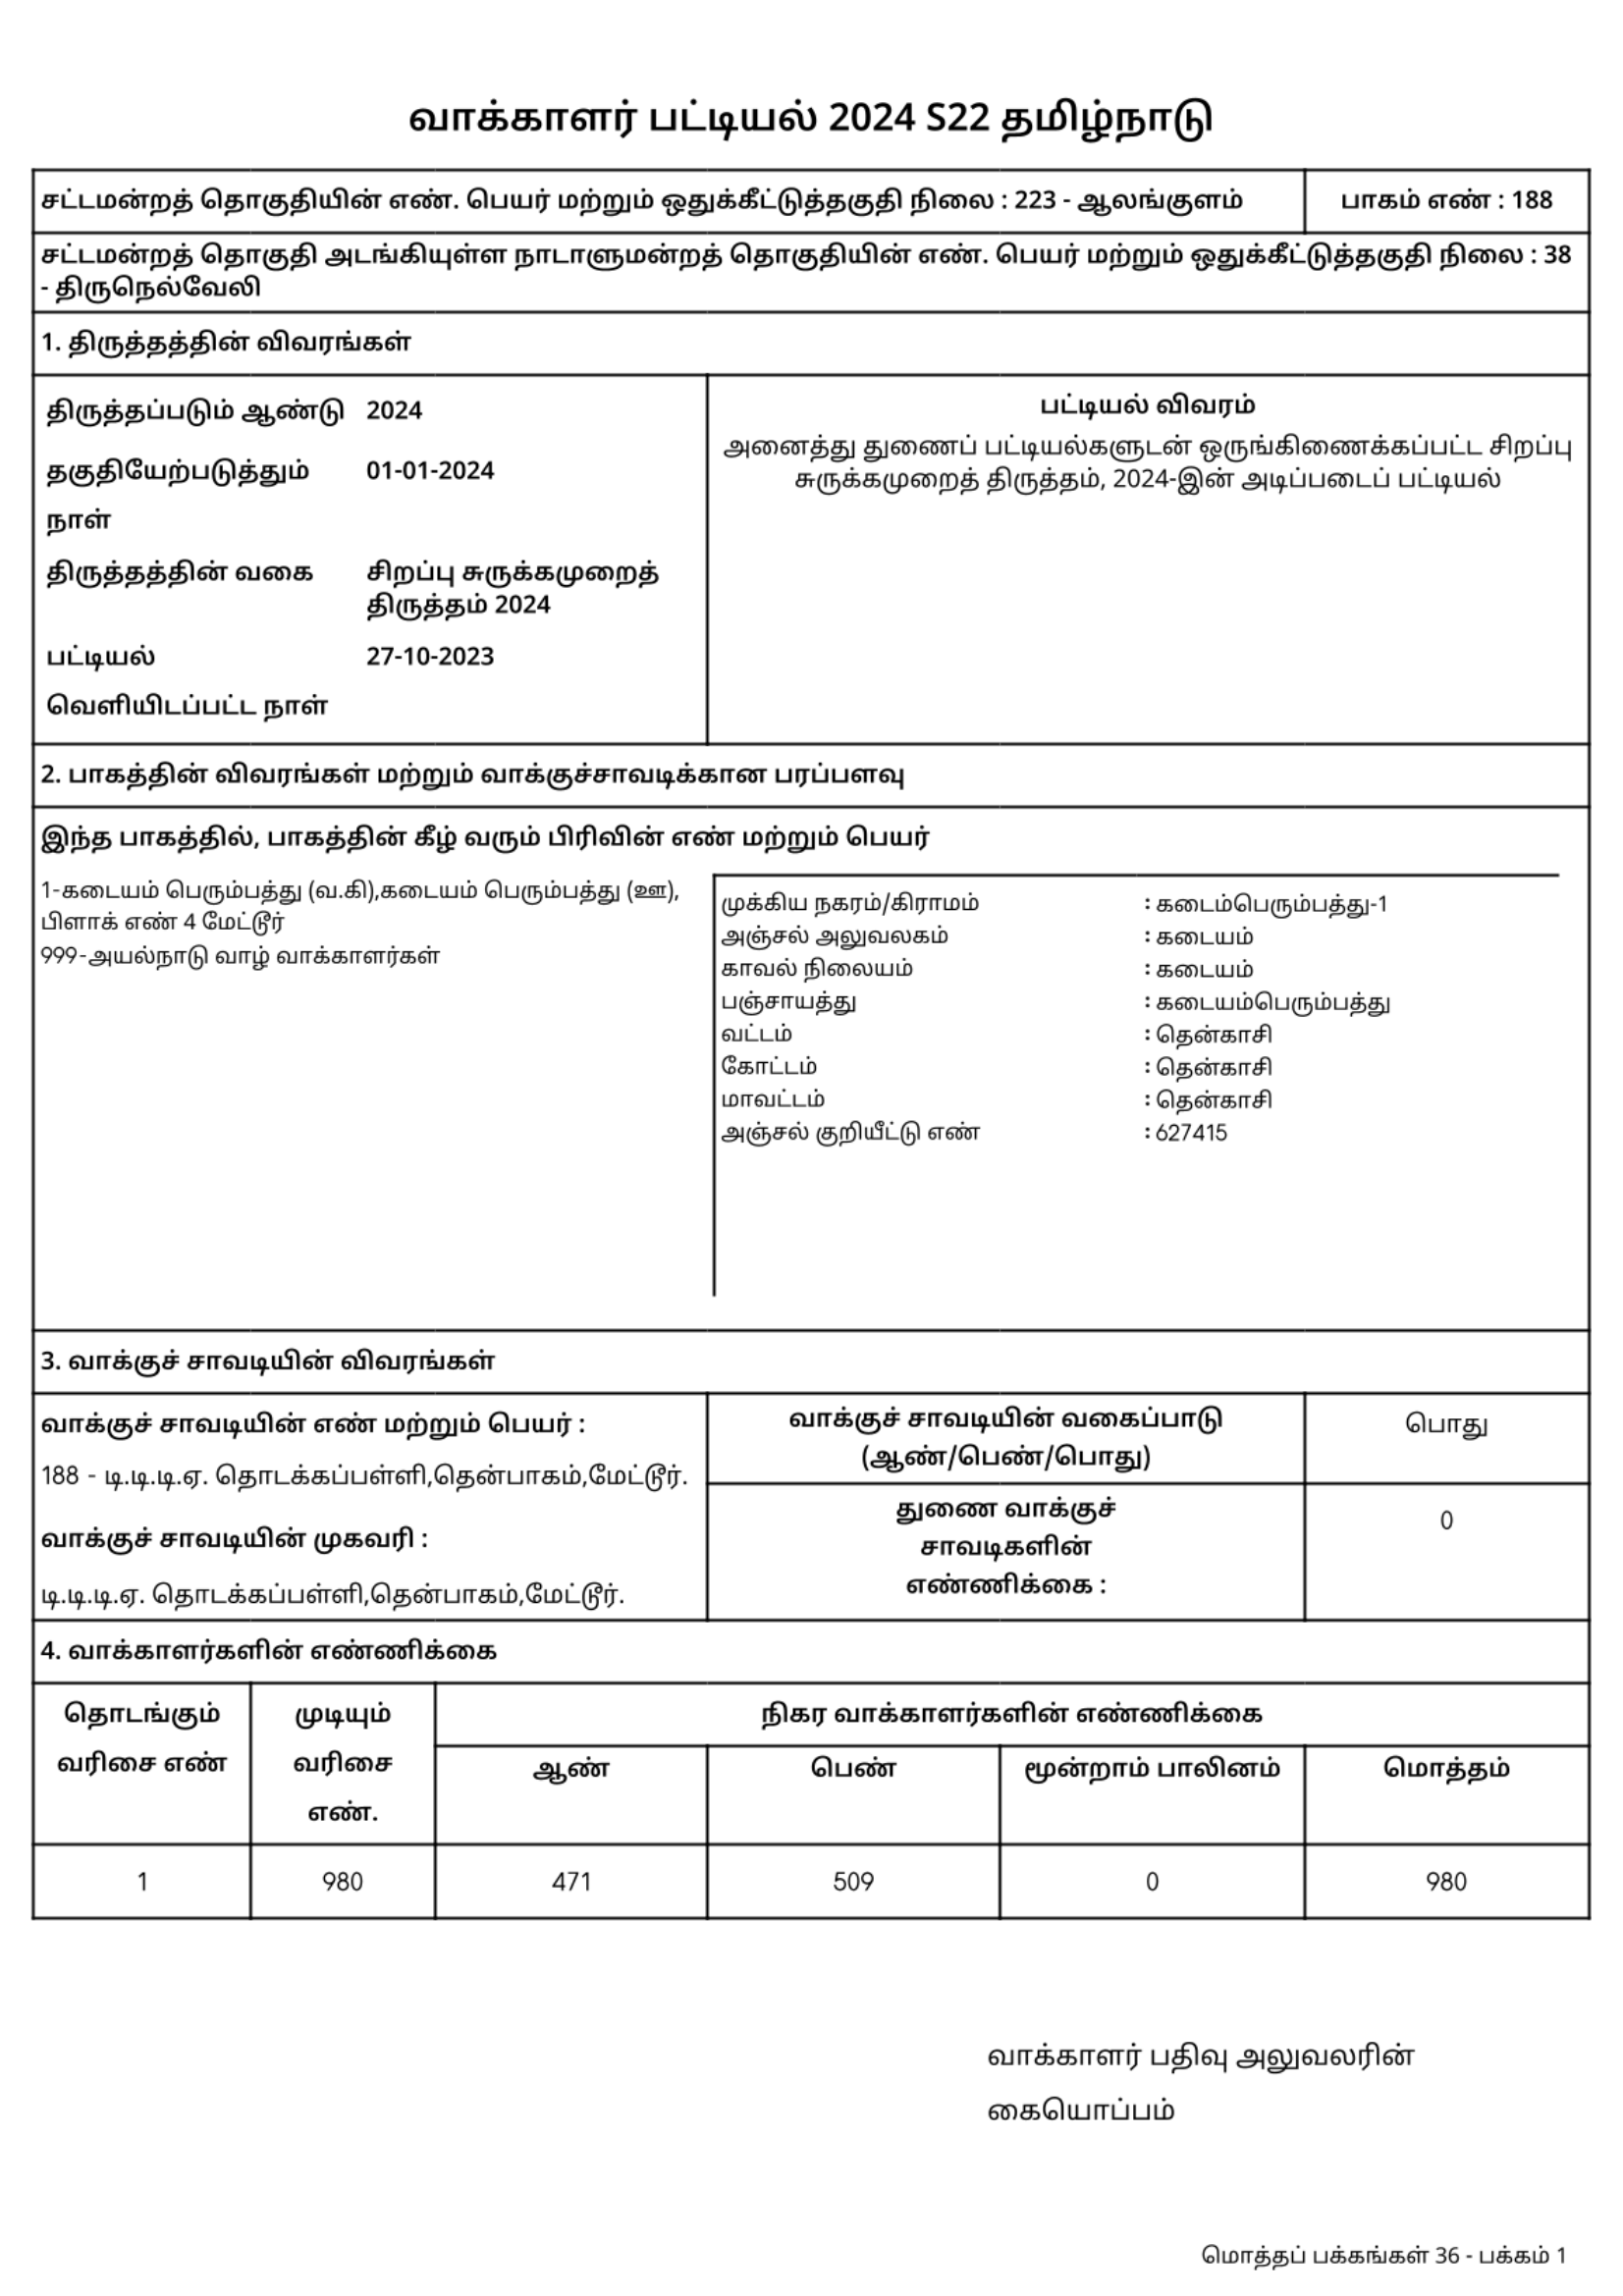 வாக்காளர் பட்டியல் 2024 S22 தமிழ்நாடு
சட்டமன்றத் தொகுதியின் எண். பெயர் மற்றும் ஒதுக்கீட்டுத்தகுதி நிலை : 223 - ஆலங்குளம்
பாகம் எண் : 188
சட்டமன்றத் தொகுதி அடங்கியுள்ள நாடாளுமன்றத் தொகுதியின் எண். பெயர் மற்றும் ஒதுக்கீட்டுத்தகுதி நிலை : 38
- திருநெல்வேலி
1. திருத்தத்தின் விவரங்கள்
திருத்தப்படும் ஆண்டு 2024
தகுதியேற்படுத்தும் 01-01-2024
நாள்
திருத்தத்தின் வகை சிறப்பு சுருக்கமுறைத்
திருத்தம் 2024
பட்டியல் 27-10-2023
வெளியிடப்பட்ட நாள்
பட்டியல் விவரம்
அனைத்து துணைப் பட்டியல்களுடன் ஒருங்கிணைக்கப்பட்ட சிறப்பு
சுருக்கமுறைத் திருத்தம், 2024-இன் அடிப்படைப் பட்டியல்
2. பாகத்தின் விவரங்கள் மற்றும் வாக்குச்சாவடிக்கான பரப்பளவு
இந்த பாகத்தில், பாகத்தின் கீழ் வரும் பிரிவின் எண் மற்றும் பெயர்
1-கடையம் பெரும்பத்து (வ.கி),கடையம் பெரும்பத்து (ஊ),
பிளாக் எண் 4 மேட்டூர்
999-அயல்நாடு வாழ் வாக்காளர்கள்
முக்கிய நகரம்/கிராமம் : கடைம்பெரும்பத்து-1
அஞ்சல் அலுவலகம் : கடையம்
காவல் நிலையம் : கடையம்
பஞ்சாயத்து : கடையம்பெரும்பத்து
வட்டம் : தென்காசி
கோட்டம் : தென்காசி
மாவட்டம் : தென்காசி
அஞ்சல் குறியீட்டு எண் : 627415
3. வாக்குச் சாவடியின் விவரங்கள்
வாக்குச் சாவடியின் எண் மற்றும் பெயர் :
188 - டி.டி.டி.ஏ. தொடக்கப்பள்ளி,தென்பாகம்,மேட்டூர்.
வாக்குச் சாவடியின் முகவரி :
டி.டி.டி.ஏ. தொடக்கப்பள்ளி,தென்பாகம்,மேட்டூர்.
வாக்குச் சாவடியின் வகைப்பாடு
(ஆண்/பெண்/பொது)
பொது
துணை வாக்குச்
சாவடிகளின்
எண்ணிக்கை :
0
4. வாக்காளர்களின் எண்ணிக்கை
தொடங்கும்
வரிசை எண்
முடியும்
வரிசை
எண்.
நிகர வாக்காளர்களின் எண்ணிக்கை
ஆண் பெண் மூன்றாம் பாலினம் மொத்தம்
1 980 471 509 0 980
வாக்காளர் பதிவு அலுவலரின்
கையொப்பம்
மொத்தப் பக்கங்கள் 36 - பக்கம் 1